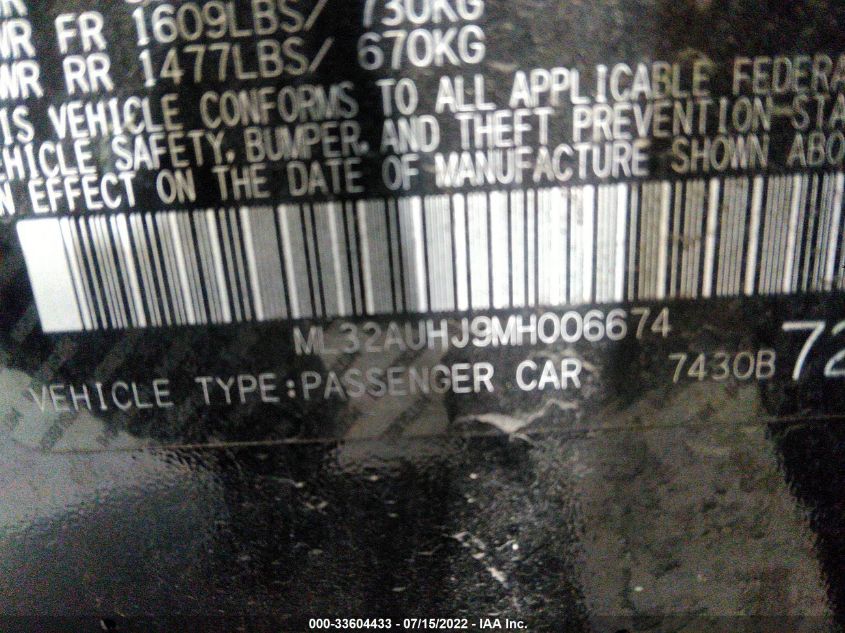 WR FR 1609LBS/ 730KG
WR RR 1477LBS/ 670KG
IS VEHICLE CONFORMS TO ALL APPLICABLE FEDERA
EHICLE SAFETY, BUMPER, AND THEFT PREVENTION STA
N EFFECT ON THE DATE OF MANUFACTURE SHOWN ABO
ML32AUHJ9MH006674
VEHICLE TYPE:PASSENGER CAR 7430B 72
000-33604433 - 07/15/2022 - IAA Inc.